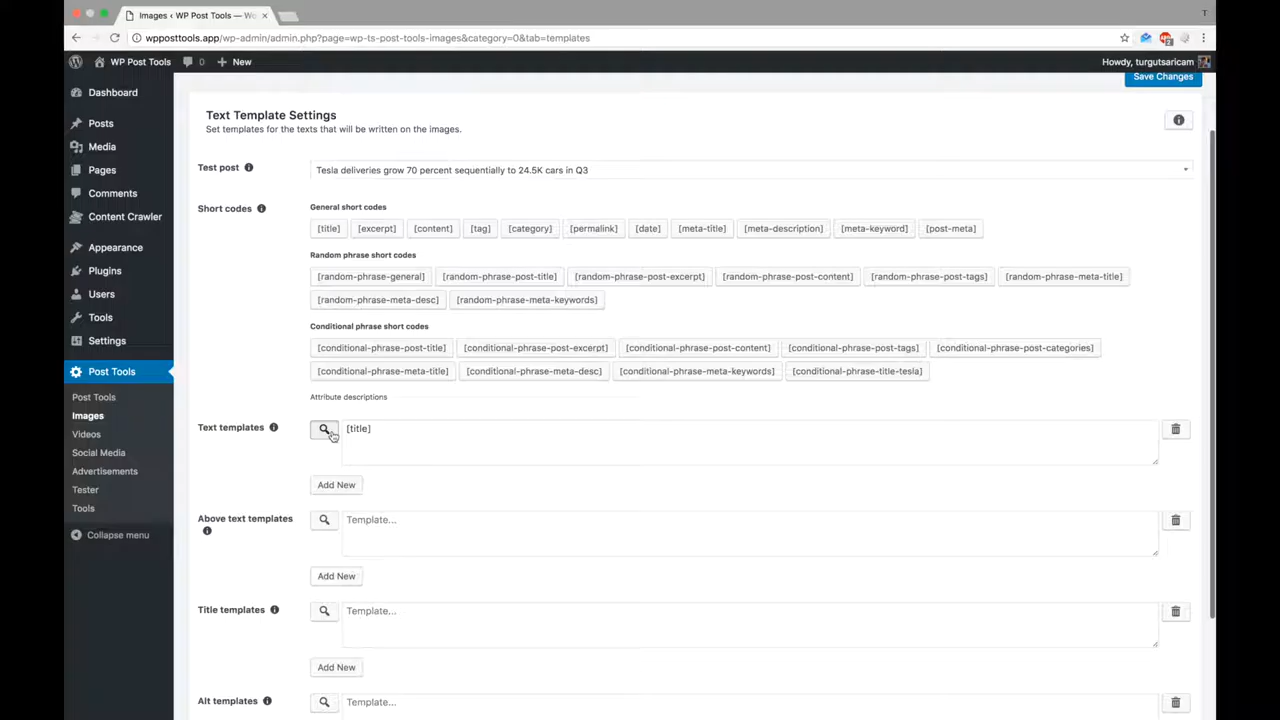 Images ‹ WP Post Tools — Wo
T
wpposttools.app/wp-admin/admin.php?page=wp-ts-post-tools-images&category=0&tab=templates
2
WP Post Tools 0 New Howdy, turgutsaricam
Save Changes
Dashboard
Posts
Media
Pages
Comments
Content Crawler
Appearance
Plugins
Users
Tools
Settings
Post Tools
Post Tools
Images
Videos
Social Media
Advertisements
Tester
Tools
Collapse menu
Text Template Settings
Set templates for the texts that will be written on the images.
Test post Tesla deliveries grow 70 percent sequentially to 24.5K cars in Q3
Short codes General short codes
[title] [excerpt] [content] [tag] [category] [permalink] [date] [meta-title] [meta-description] [meta-keyword] [post-meta]
Random phrase short codes
[random-phrase-general] [random-phrase-post-title] [random-phrase-post-excerpt] [random-phrase-post-content] [random-phrase-post-tags] [random-phrase-meta-title]
[random-phrase-meta-desc] [random-phrase-meta-keywords]
Conditional phrase short codes
[conditional-phrase-post-title] [conditional-phrase-post-excerpt] [conditional-phrase-post-content] [conditional-phrase-post-tags] [conditional-phrase-post-categories]
[conditional-phrase-meta-title] [conditional-phrase-meta-desc] [conditional-phrase-meta-keywords] [conditional-phrase-title-tesla]
Attribute descriptions
Text templates [title]
Add New
Above text templates Template...
Add New
Title templates Template...
Add New
Alt templates Template...